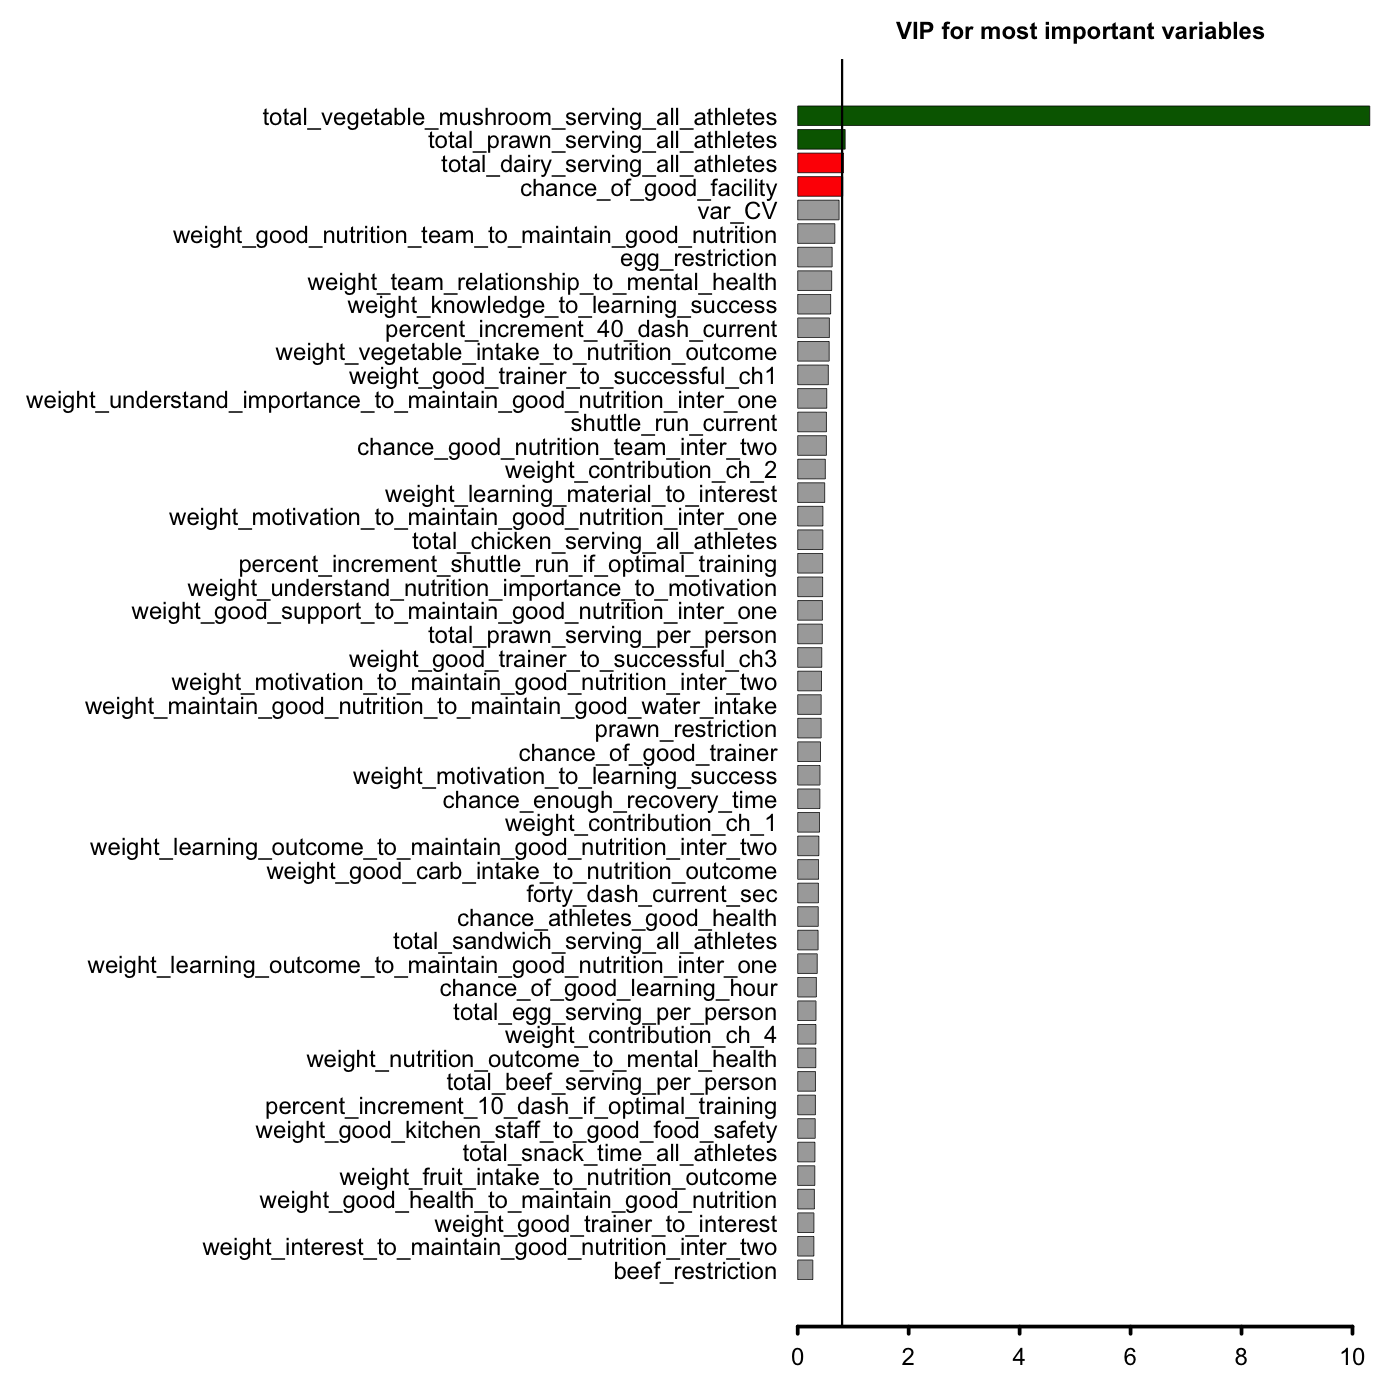 VIP for most important variables
total_vegetable_mushroom_serving_all_athletes
total_prawn_serving_all_athletes
total_dairy_serving_all_athletes
chance_of_good_facility
var_CV
weight_good_nutrition_team_to_maintain_good_nutrition
egg_restriction
weight_team_relationship_to_mental_health
weight_knowledge_to_learning_success
percent_increment_40_dash_current
weight_vegetable_intake_to_nutrition_outcome
weight_good_trainer_to_successful_ch1
weight_understand_importance_to_maintain_good_nutrition_inter_one
shuttle_run_current
chance_good_nutrition_team_inter_two
weight_contribution_ch_2
weight_learning_material_to_interest
weight_motivation_to_maintain_good_nutrition_inter_one
total_chicken_serving_all_athletes
percent_increment_shuttle_run_if_optimal_training
weight_understand_nutrition_importance_to_motivation
weight_good_support_to_maintain_good_nutrition_inter_one
total_prawn_serving_per_person
weight_good_trainer_to_successful_ch3
weight_motivation_to_maintain_good_nutrition_inter_two
weight_maintain_good_nutrition_to_maintain_good_water_intake
prawn_restriction
chance_of_good_trainer
weight_motivation_to_learning_success
chance_enough_recovery_time
weight_contribution_ch_1
weight_learning_outcome_to_maintain_good_nutrition_inter_two
weight_good_carb_intake_to_nutrition_outcome
forty_dash_current_sec
chance_athletes_good_health
total_sandwich_serving_all_athletes
weight_learning_outcome_to_maintain_good_nutrition_inter_one
chance_of_good_learning_hour
total_egg_serving_per_person
weight_contribution_ch_4
weight_nutrition_outcome_to_mental_health
total_beef_serving_per_person
percent_increment_10_dash_if_optimal_training
weight_good_kitchen_staff_to_good_food_safety
total_snack_time_all_athletes
weight_fruit_intake_to_nutrition_outcome
weight_good_health_to_maintain_good_nutrition
weight_good_trainer_to_interest
weight_interest_to_maintain_good_nutrition_inter_two
beef_restriction
0 2 4 6 8 10